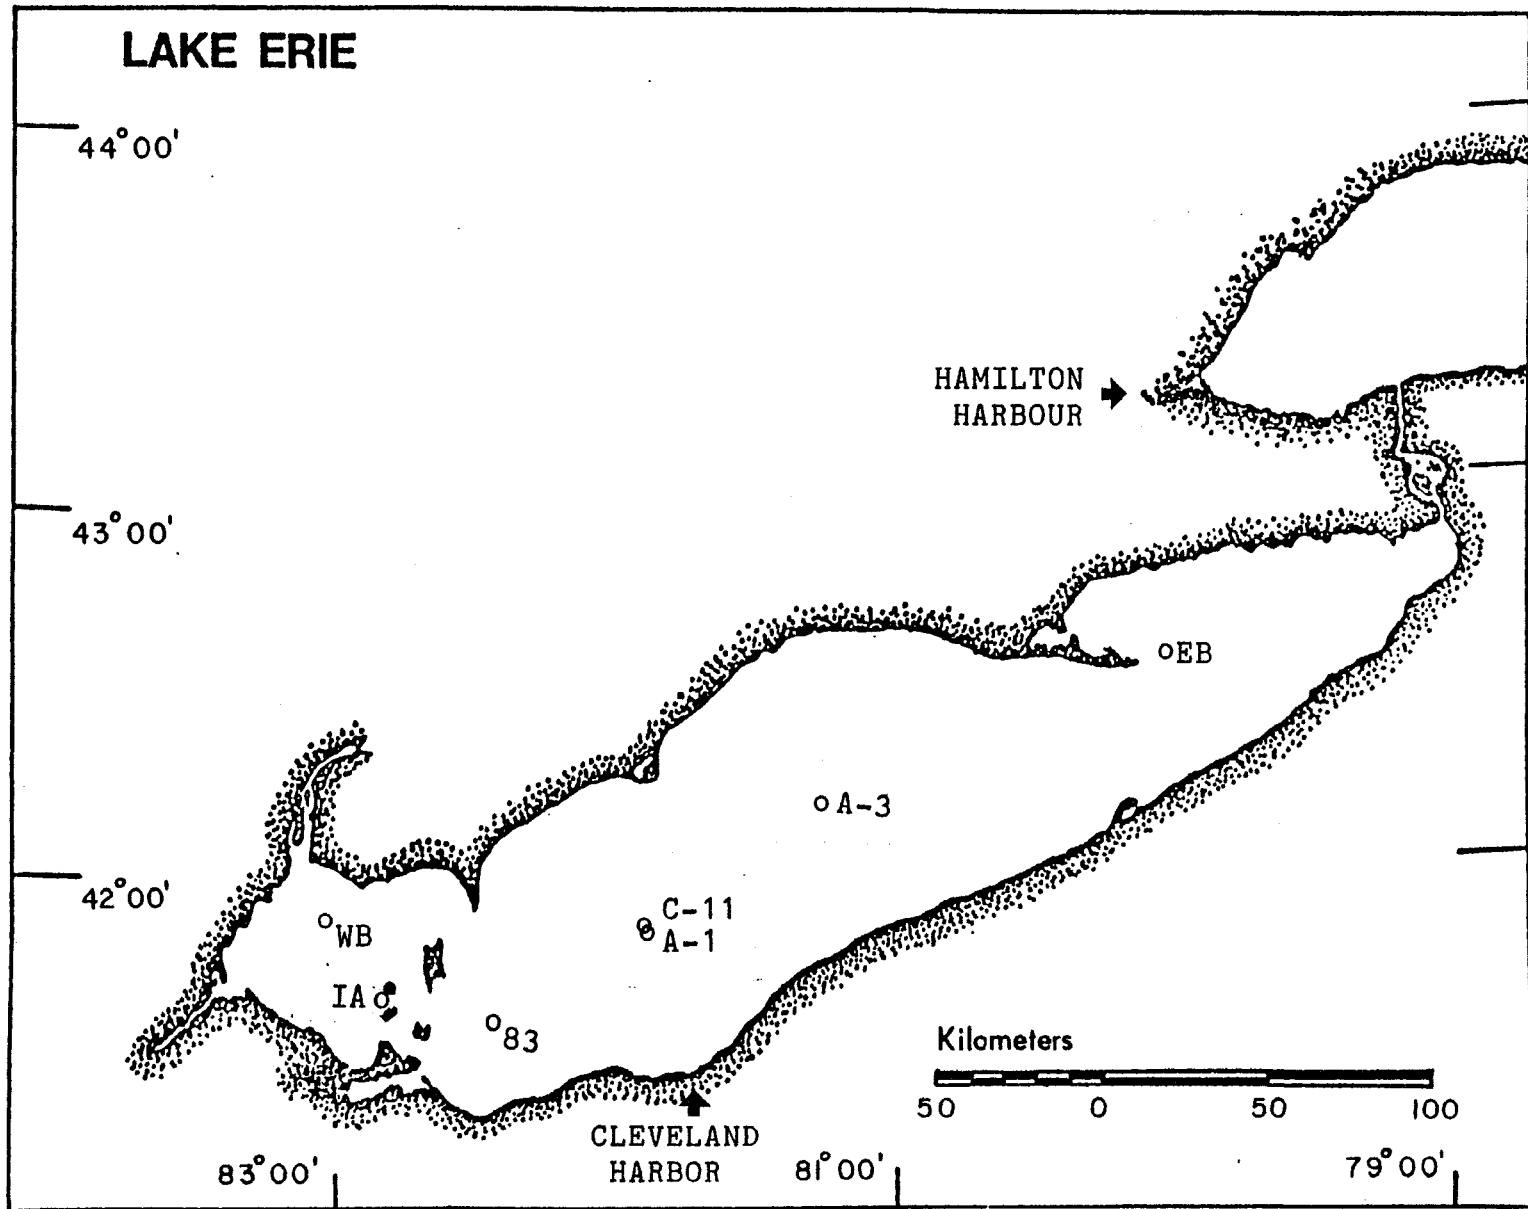 LAKE ERIE
44°00'
HAMILTON
HARBOUR
43°00'
EB
A-3
42°00'
C-11
WB
A-1
IA
83
Kilometers
50 0 50 100
CLEVELAND
HARBOR
83°00'
81°00'
79°00'